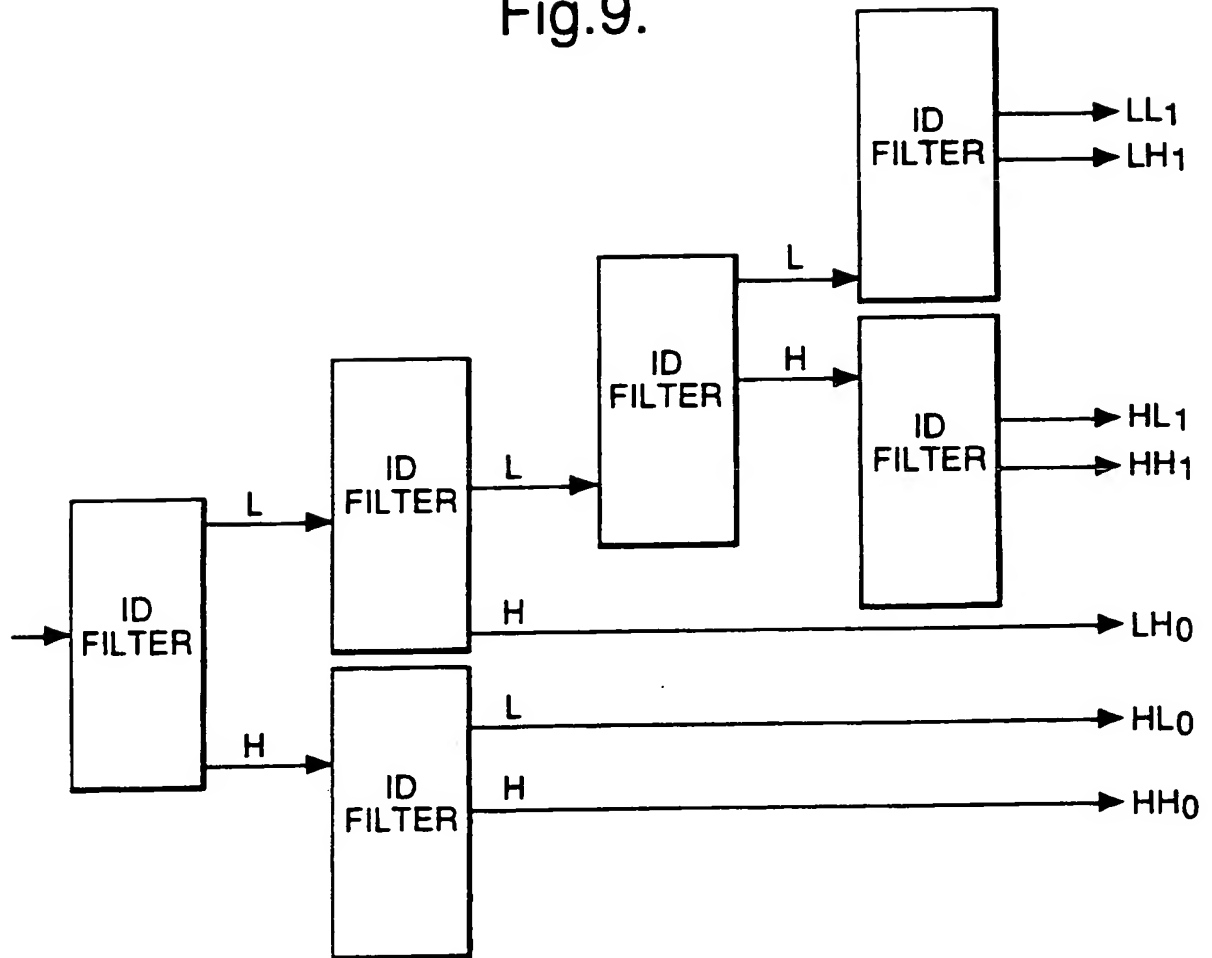 Fig.9.
ID
FILTER
LL1
LH1
L
H
ID
FILTER
ID
FILTER
HL1
HH1
L
H
ID
FILTER
L
H
ID
FILTER
LH0
ID
FILTER
L
H
HL0
HH0